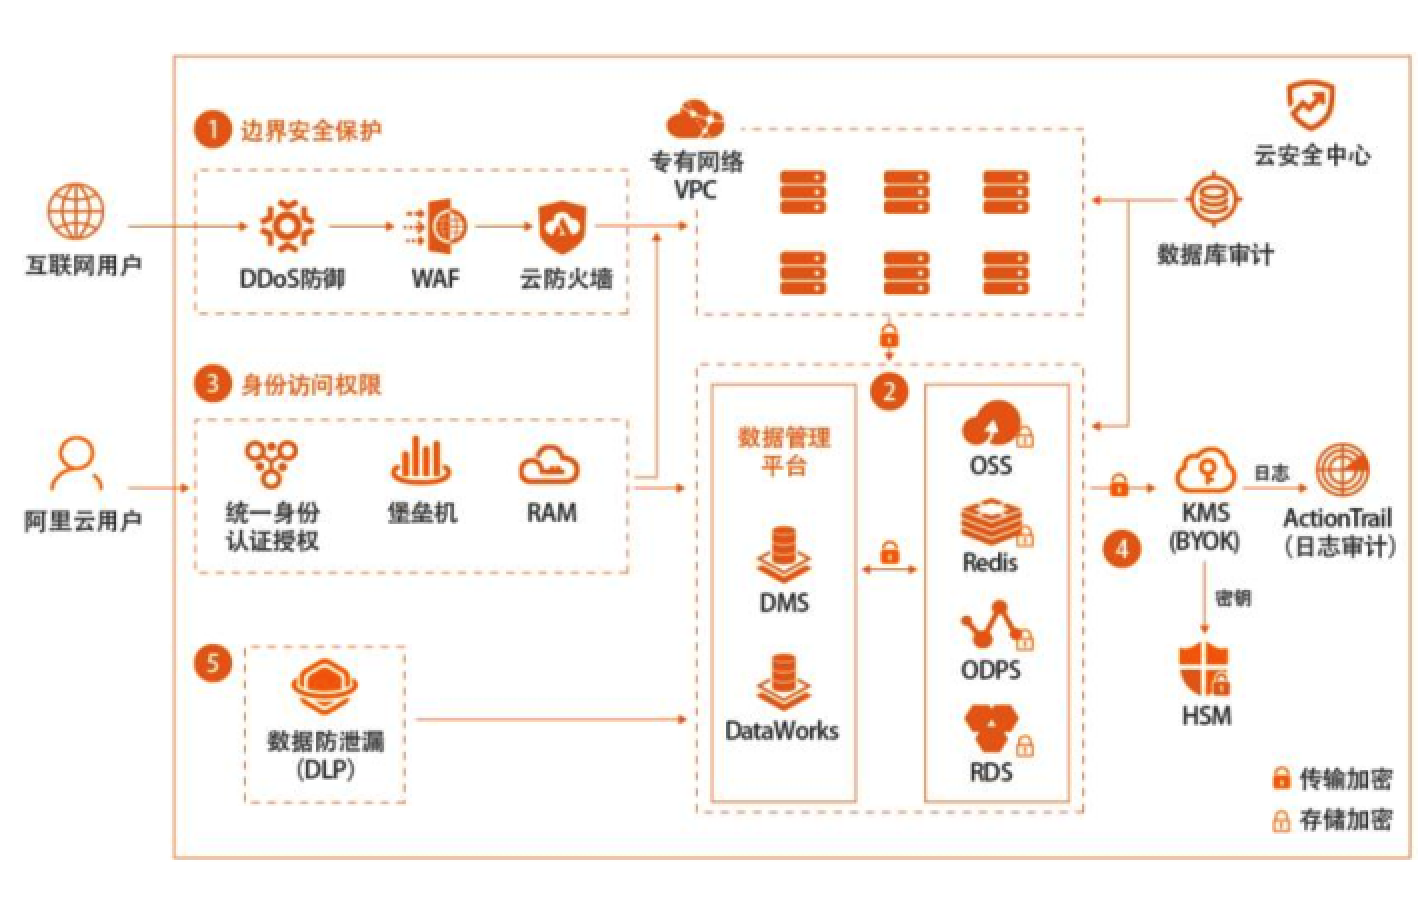 1 边界安全保护
互联网用户
DDoS防御
WAF
云防火墙
专有网络
VPC
云安全中心
数据库审计
3 身份访问权限
阿里云用户
统一身份
认证授权
堡垒机
RAM
2
数据管理
平台
DMS
DataWorks
OSS
Redis
ODPS
RDS
4
KMS
(BYOK)
日志
ActionTrail
（日志审计）
密钥
HSM
5
数据防泄漏
(DLP)
传输加密
存储加密